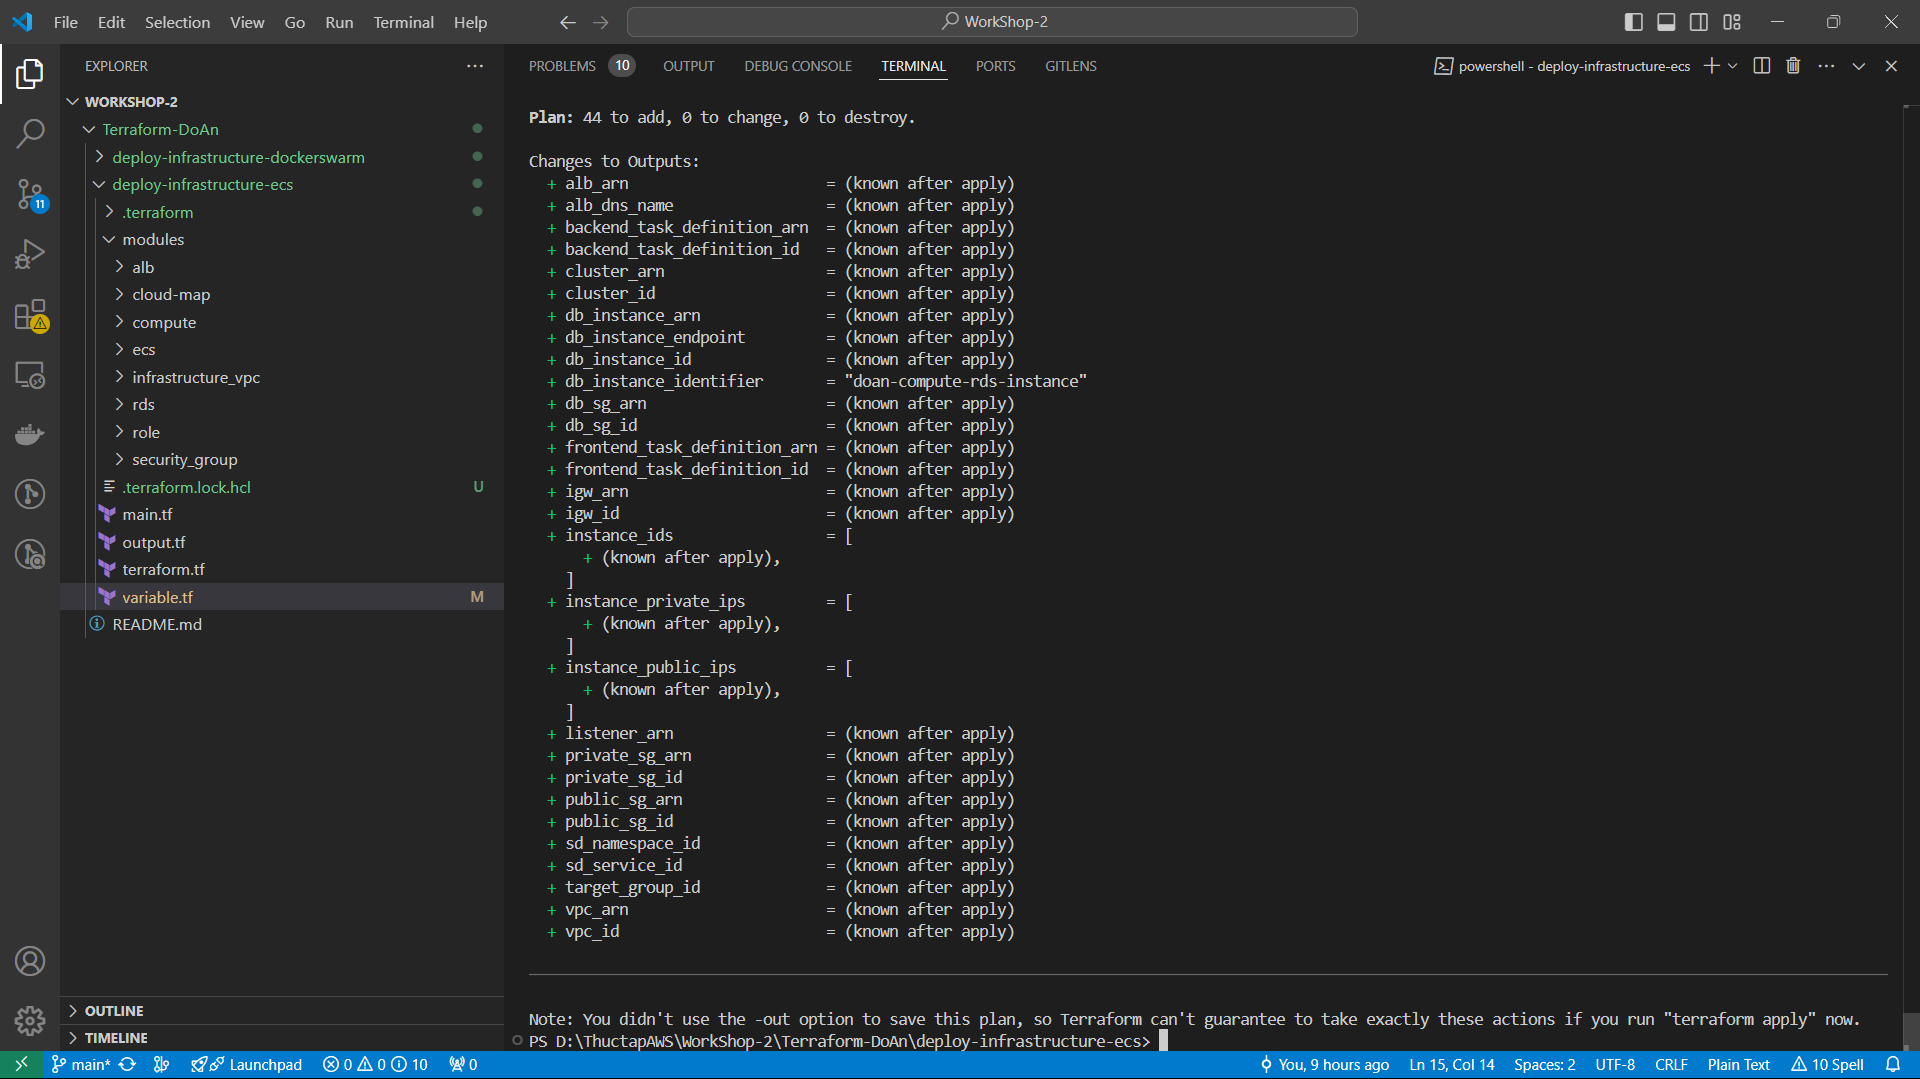 File Edit Selection View Go Run Terminal Help
WorkShop-2
EXPLORER
WORKSHOP-2
Terraform-DoAn
deploy-infrastructure-dockerswarm
deploy-infrastructure-ecs
.terraform
modules
alb
cloud-map
compute
ecs
infrastructure_vpc
rds
role
security_group
.terraform.lock.hcl U
main.tf
output.tf
terraform.tf
variable.tf M
README.md
OUTLINE
TIMELINE
11
PROBLEMS 10 OUTPUT DEBUG CONSOLE TERMINAL PORTS GITLENS
powershell - deploy-infrastructure-ecs
Plan: 44 to add, 0 to change, 0 to destroy.
Changes to Outputs:
+ alb_arn = (known after apply)
+ alb_dns_name = (known after apply)
+ backend_task_definition_arn = (known after apply)
+ backend_task_definition_id = (known after apply)
+ cluster_arn = (known after apply)
+ cluster_id = (known after apply)
+ db_instance_arn = (known after apply)
+ db_instance_endpoint = (known after apply)
+ db_instance_id = (known after apply)
+ db_instance_identifier = "doan-compute-rds-instance"
+ db_sg_arn = (known after apply)
+ db_sg_id = (known after apply)
+ frontend_task_definition_arn = (known after apply)
+ frontend_task_definition_id = (known after apply)
+ igw_arn = (known after apply)
+ igw_id = (known after apply)
+ instance_ids = [
+ (known after apply),
]
+ instance_private_ips = [
+ (known after apply),
]
+ instance_public_ips = [
+ (known after apply),
]
+ listener_arn = (known after apply)
+ private_sg_arn = (known after apply)
+ private_sg_id = (known after apply)
+ public_sg_arn = (known after apply)
+ public_sg_id = (known after apply)
+ sd_namespace_id = (known after apply)
+ sd_service_id = (known after apply)
+ target_group_id = (known after apply)
+ vpc_arn = (known after apply)
+ vpc_id = (known after apply)
Note: You didn't use the -out option to save this plan, so Terraform can't guarantee to take exactly these actions if you run "terraform apply" now.
PS D:\ThuctapAWS\WorkShop-2\Terraform-DoAn\deploy-infrastructure-ecs>
main* Launchpad 0 0 10 0 You, 9 hours ago Ln 15, Col 14 Spaces: 2 UTF-8 CRLF Plain Text 10 Spell